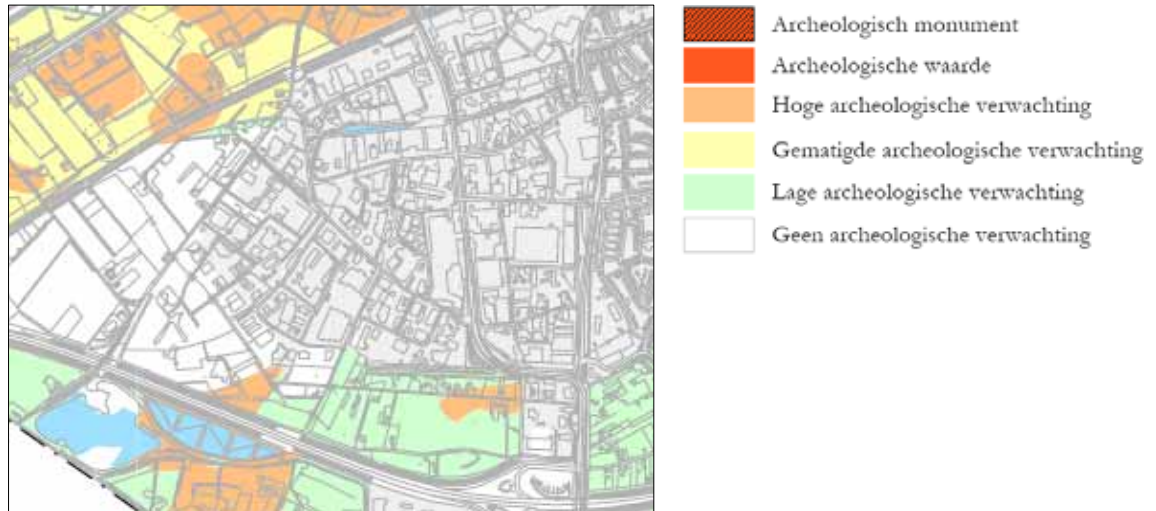 Archeologisch monument
Archeologische waarde
Hoge archeologische verwachting
Gematigde archeologische verwachting
Lage archeologische verwachting
Geen archeologische verwachting